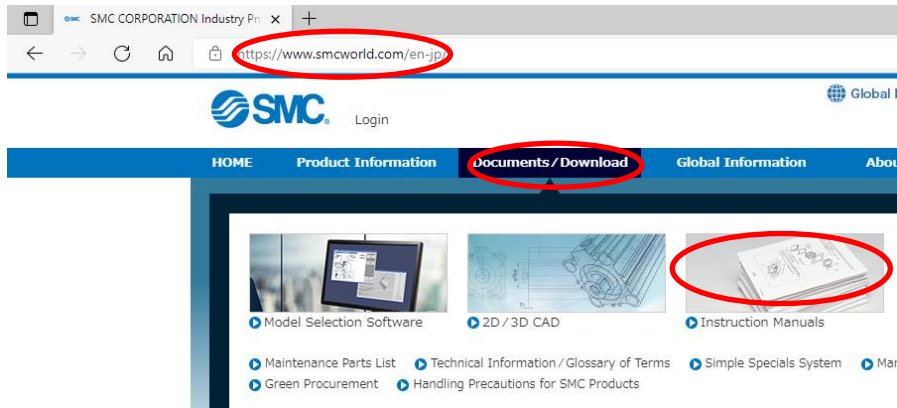 SMC CORPORATION Industry Pn
https://www.smcworld.com/en-jp/
SMC. Login
Global
HOME Product Information Documents/Download Global Information Abou
Model Selection Software 2D/3D CAD Instruction Manuals
Maintenance Parts List Technical Information/Glossary of Terms Simple Specials System Mar
Green Procurement Handling Precautions for SMC Products